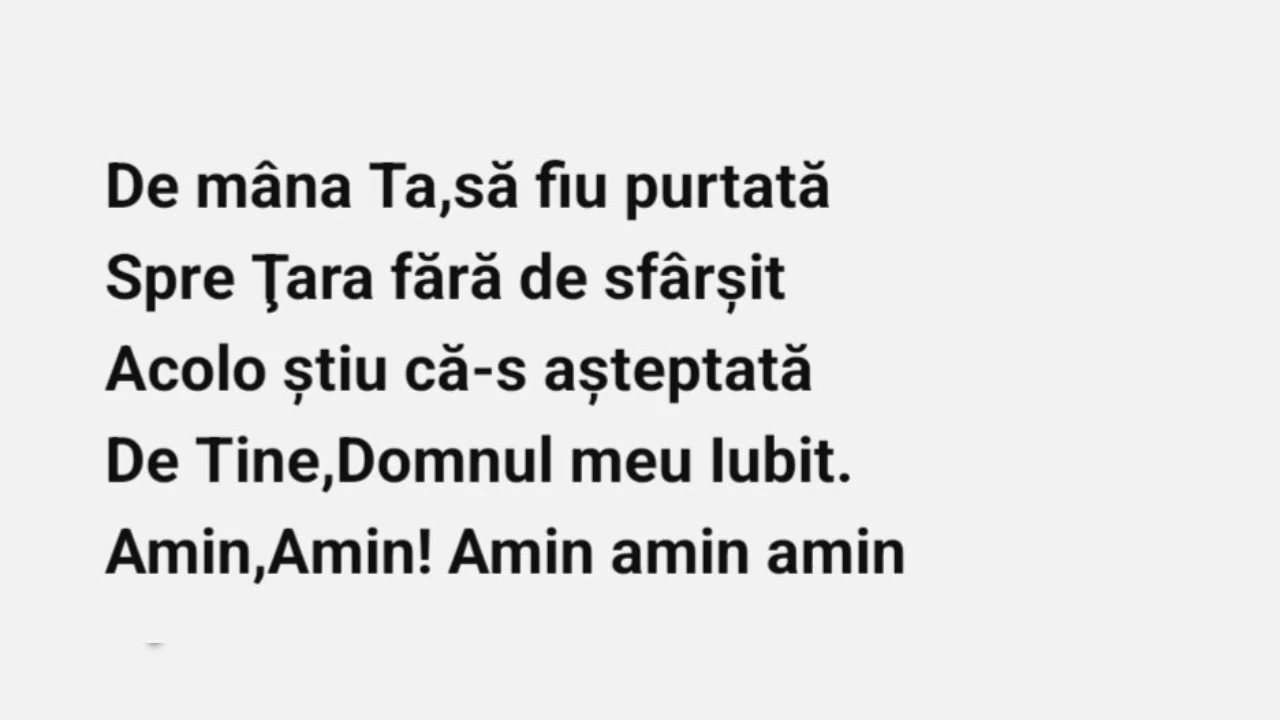 De mâna Ta,să fiu purtată
Spre Ţara fără de sfârșit
Acolo știu că-s așteptată
De Tine,Domnul meu Iubit.
Amin,Amin! Amin amin amin